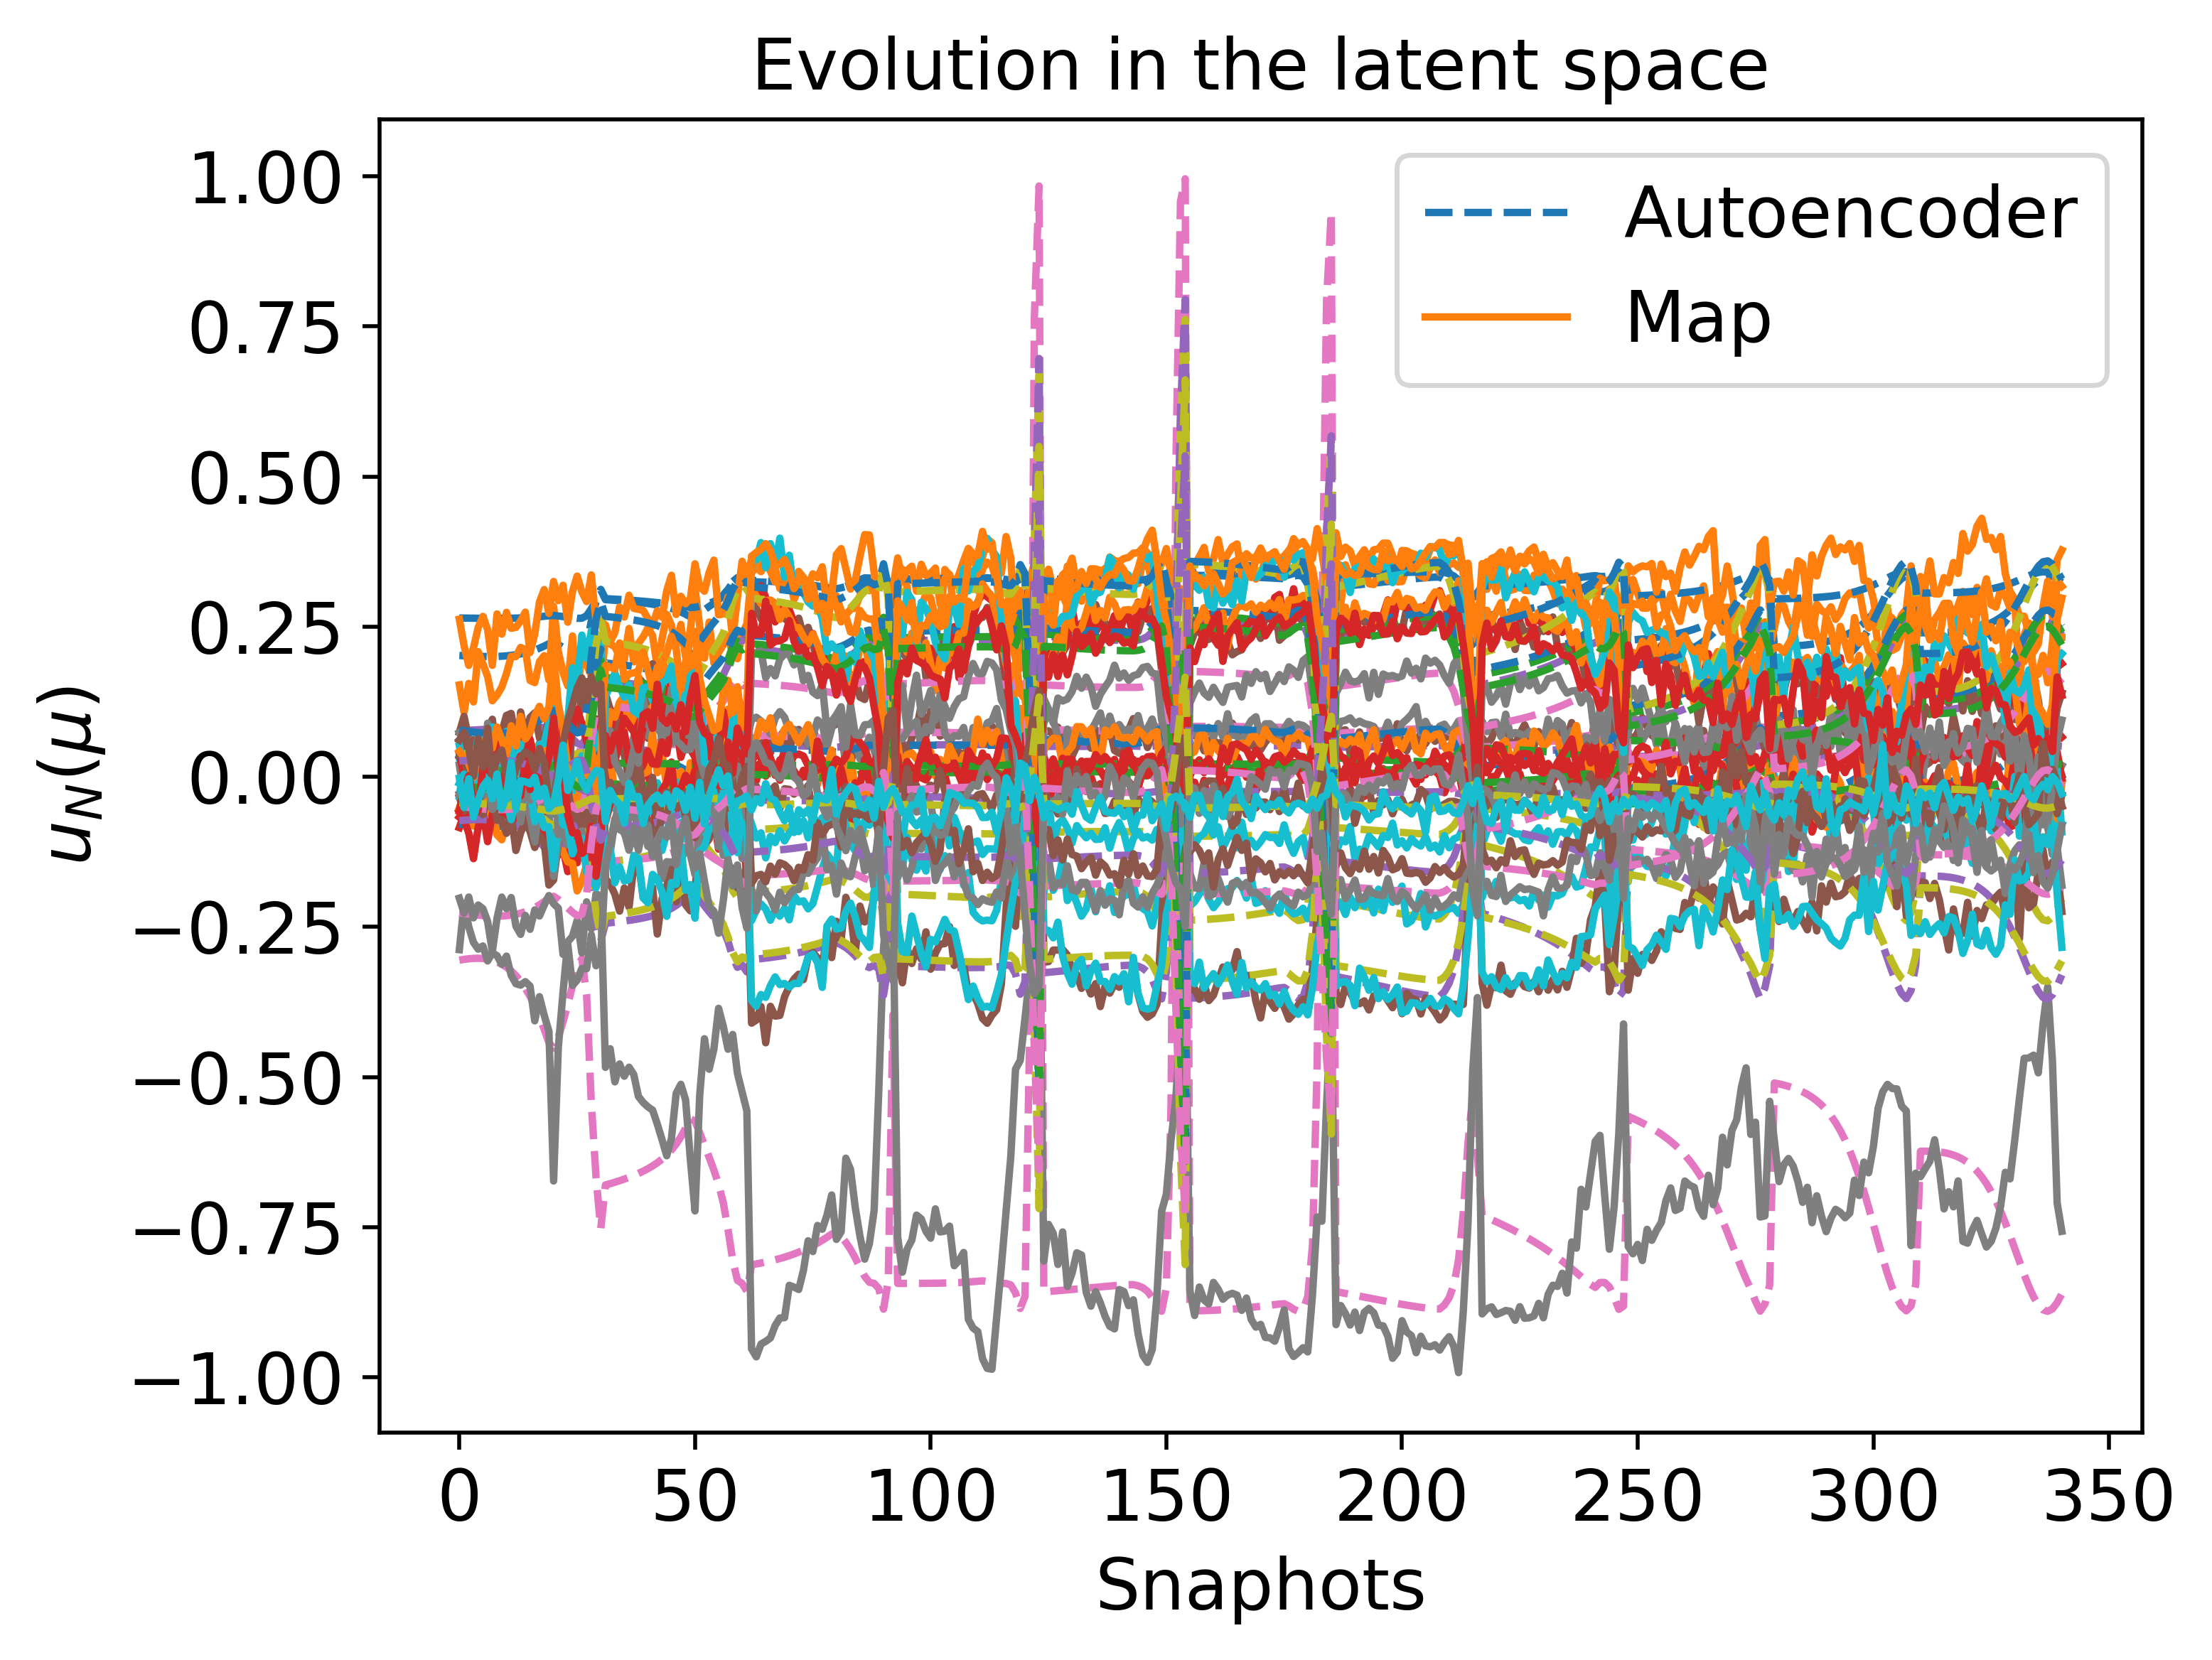 Evolution in the latent space
1.00
0.75
0.50
0.25
0.00
−0.25
−0.50
−0.75
−1.00
u_N(μ)
Autoencoder
Map
0 50 100 150 200 250 300 350
Snaphots